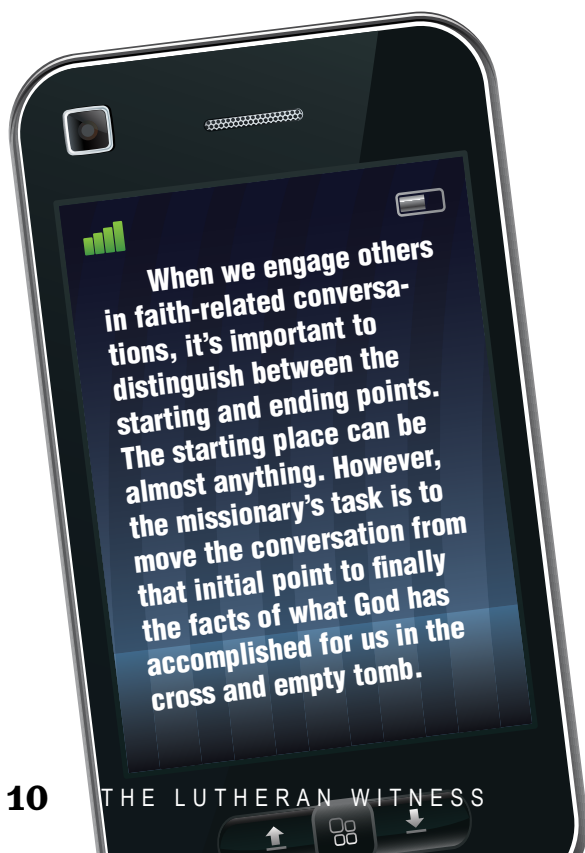 When we engage others
in faith-related conversa-
tions, it's important to
distinguish between the
starting and ending points.
The starting place can be
almost anything. However,
the missionary's task is to
move the conversation from
that initial point to finally
the facts of what God has
accomplished for us in the
cross and empty tomb.
10 THE LUTHERAN WITNESS